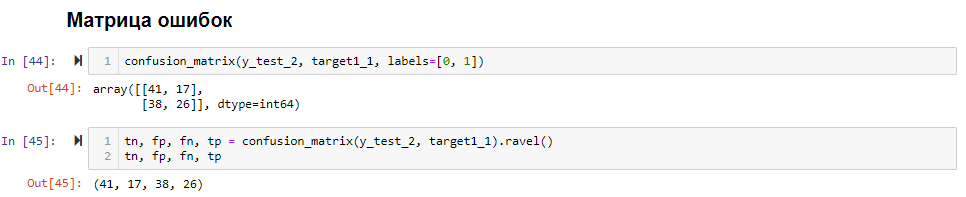 Матрица ошибок
In [44]: 1 confusion_matrix(y_test_2, target1_1, labels=[0, 1])
Out[44]: array([[41, 17],
[38, 26]], dtype=int64)
In [45]: 1 tn, fp, fn, tp = confusion_matrix(y_test_2, target1_1).ravel()
2 tn, fp, fn, tp
Out[45]: (41, 17, 38, 26)